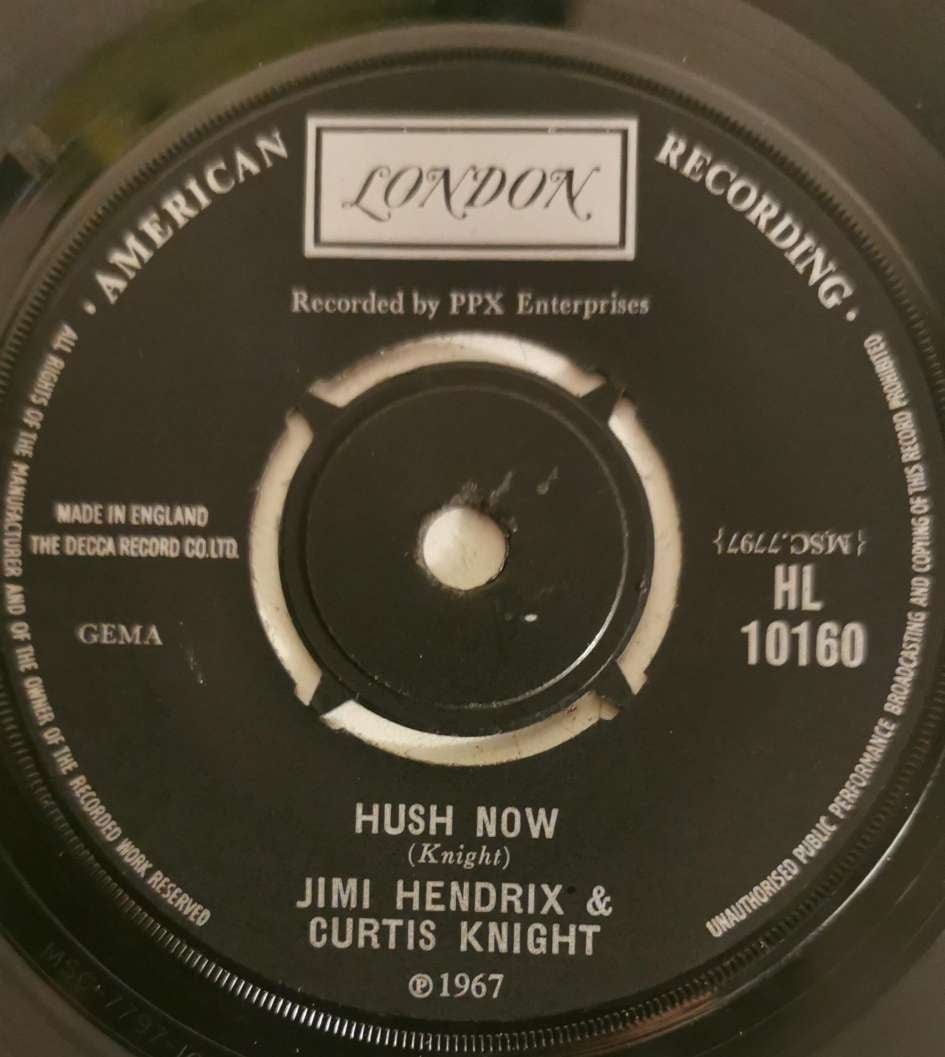 LONDON
AMERICAN RECORDING
Recorded by PPX Enterprises
MADE IN ENGLAND
THE DECCA RECORD CO.LTD.
GEMA
{MSC.7797}
HL
10160
HUSH NOW
(Knight)
JIMI HENDRIX &
CURTIS KNIGHT
℗ 1967
ALL RIGHTS OF THE MANUFACTURER AND OF THE OWNER OF THE RECORDED WORK RESERVED
UNAUTHORISED PUBLIC PERFORMANCE BROADCASTING AND COPYING OF THIS RECORD PROHIBITED
MSC.7797